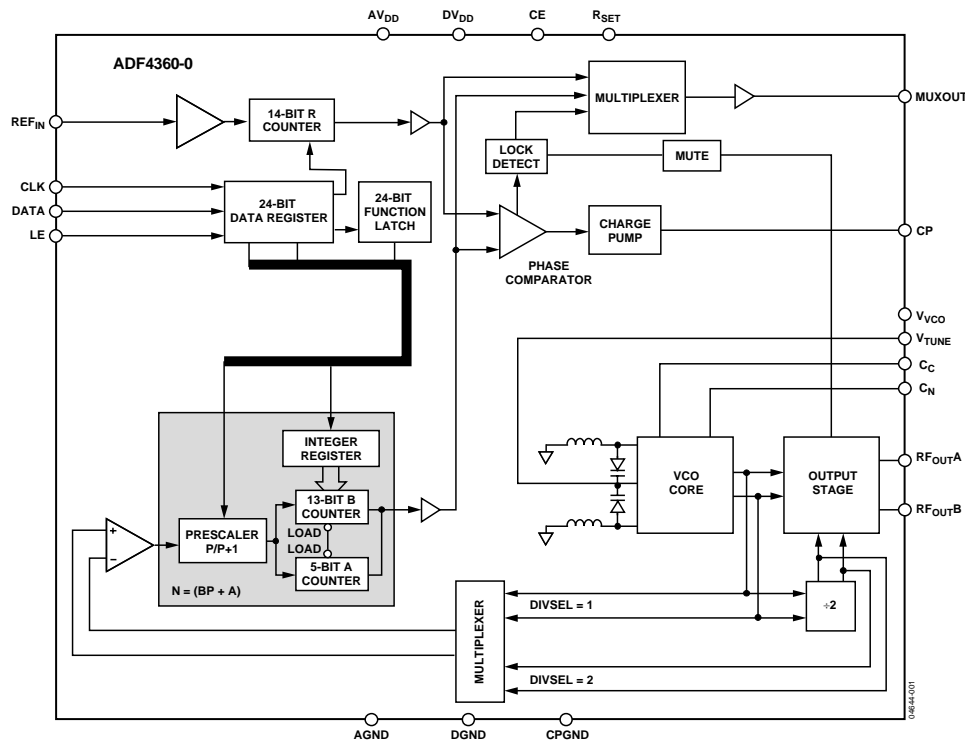 AVDD
DVDD
CE
RSET
ADF4360-0
MULTIPLEXER
MUXOUT
REFIN
14-BIT R
COUNTER
LOCK
DETECT
MUTE
CLK
DATA
LE
24-BIT
DATA REGISTER
24-BIT
FUNCTION
LATCH
CHARGE
PUMP
CP
PHASE
COMPARATOR
VVCO
VTUNE
CC
CN
INTEGER
REGISTER
VCO
CORE
OUTPUT
STAGE
RFOUTA
RFOUTB
13-BIT B
COUNTER
+
−
PRESCALER
P/P+1
LOAD
LOAD
5-BIT A
COUNTER
N = (BP + A)
MULTIPLEXER
DIVSEL = 1
÷2
DIVSEL = 2
04644-001
AGND
DGND
CPGND